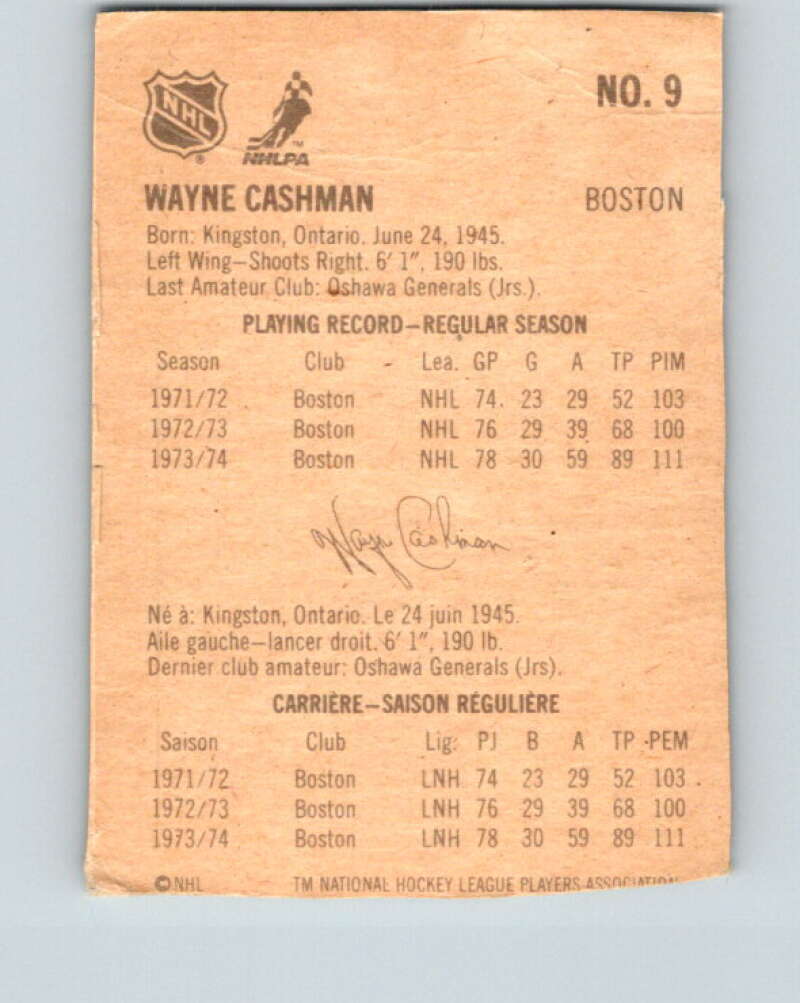 NO. 9
NHL
NHLPA
TM
WAYNE CASHMAN BOSTON
Born: Kingston, Ontario. June 24, 1945.
Left Wing–Shoots Right. 6' 1", 190 lbs.
Last Amateur Club: Oshawa Generals (Jrs.).
PLAYING RECORD–REGULAR SEASON
Season Club Lea. GP G A TP PIM
1971/72 Boston NHL 74 23 29 52 103
1972/73 Boston NHL 76 29 39 68 100
1973/74 Boston NHL 78 30 59 89 111
Wayne Cashman
Né à: Kingston, Ontario. Le 24 juin 1945.
Aile gauche–lancer droit. 6' 1", 190 lb.
Dernier club amateur: Oshawa Generals (Jrs).
CARRIÈRE–SAISON RÉGULIÈRE
Saison Club Lig. PJ B A TP PEM
1971/72 Boston LNH 74 23 29 52 103
1972/73 Boston LNH 76 29 39 68 100
1973/74 Boston LNH 78 30 59 89 111
©NHL TM NATIONAL HOCKEY LEAGUE PLAYERS ASSOCIATION